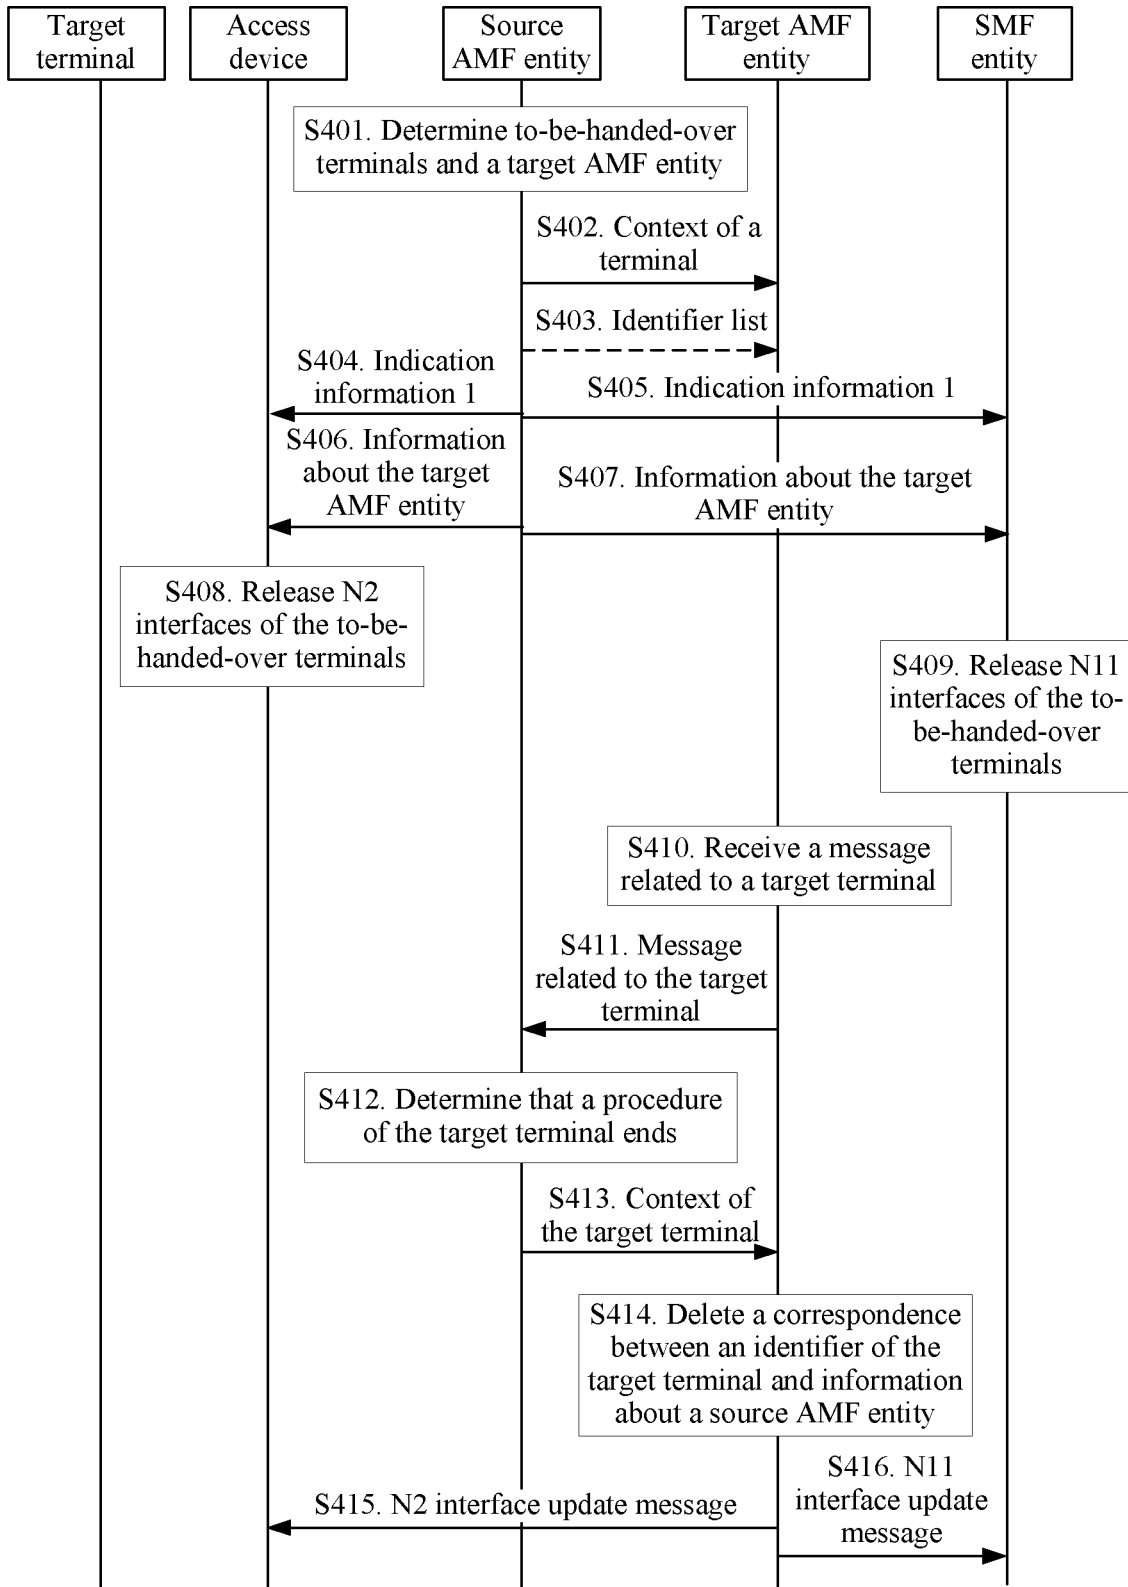 Target
terminal
Access
device
Source
AMF entity
Target AMF
entity
SMF
entity
S401. Determine to-be-handed-over
terminals and a target AMF entity
S402. Context of a
terminal
S403. Identifier list
S404. Indication
information 1
S405. Indication information 1
S406. Information
about the target
AMF entity
S407. Information about the target
AMF entity
S408. Release N2
interfaces of the to-be-
handed-over terminals
S409. Release N11
interfaces of the to-
be-handed-over
terminals
S410. Receive a message
related to a target terminal
S411. Message
related to the target
terminal
S412. Determine that a procedure
of the target terminal ends
S413. Context of
the target terminal
S414. Delete a correspondence
between an identifier of the
target terminal and information
about a source AMF entity
S415. N2 interface update message
S416. N11
interface update
message